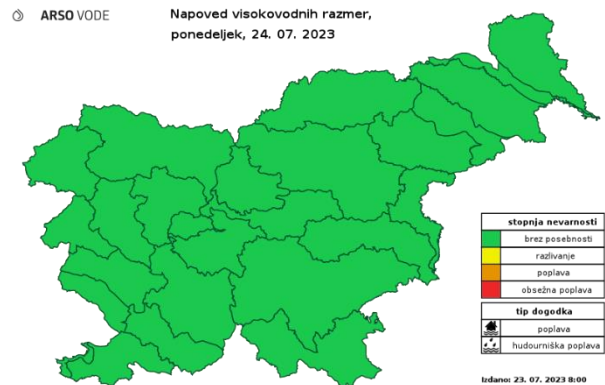 ARSO VODE
Napoved visokovodnih razmer,
ponedeljek, 24. 07. 2023
stopnja nevarnosti
brez posebnosti
razlivanje
poplava
obsežna poplava
tip dogodka
poplava
hudourniška poplava
Izdano: 23. 07. 2023 8:00